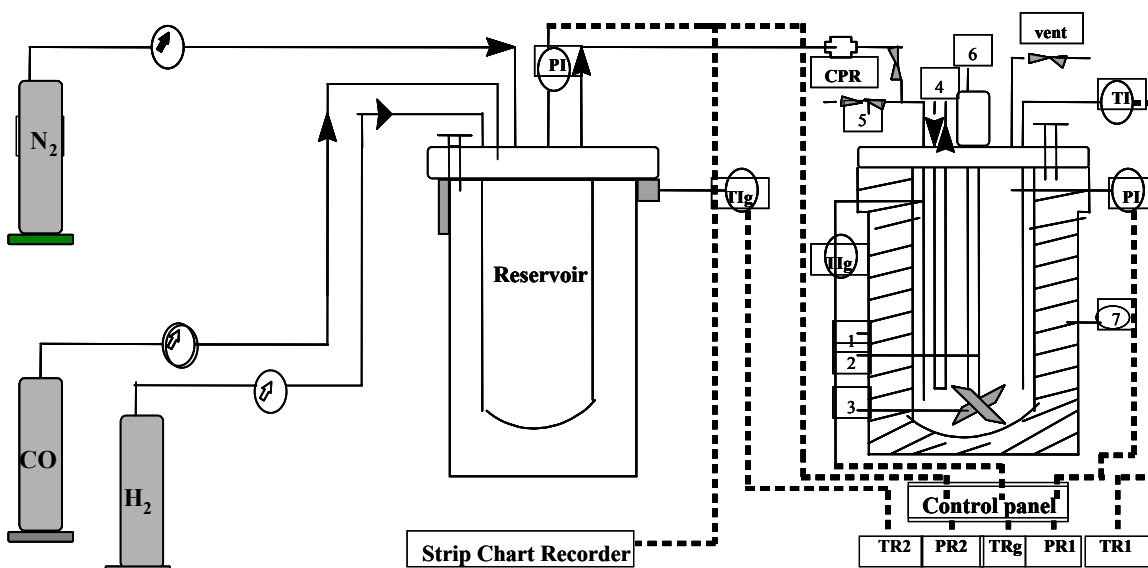 N2
CO
H2
PI
Reservoir
TIg
Strip Chart Recorder
CPR
5
4
6
vent
TI
PI
TIg
7
1
2
3
Control panel
TR2
PR2
TRg
PR1
TR1